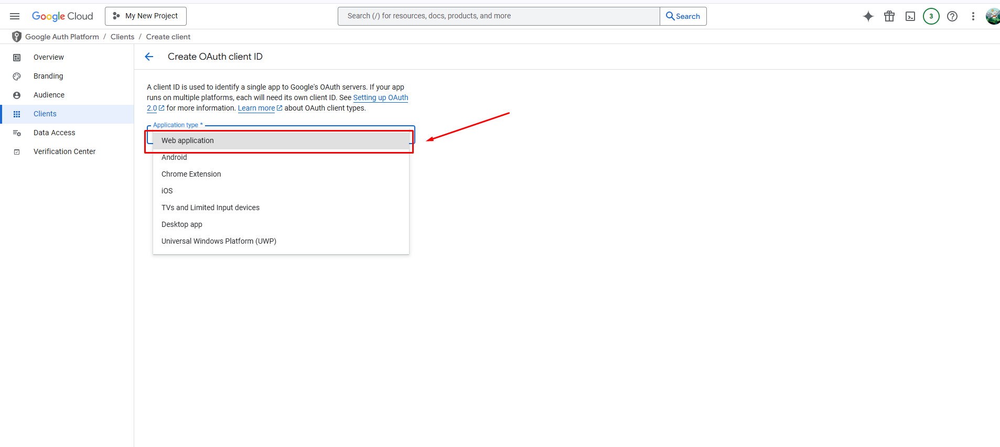 Google Cloud
My New Project
Search (/) for resources, docs, products, and more
Search
3
Google Auth Platform / Clients / Create client
Overview
Branding
Audience
Clients
Data Access
Verification Center
Create OAuth client ID
A client ID is used to identify a single app to Google's OAuth servers. If your app
runs on multiple platforms, each will need its own client ID. See Setting up OAuth
2.0 for more information. Learn more about OAuth client types.
Application type *
Web application
Android
Chrome Extension
iOS
TVs and Limited Input devices
Desktop app
Universal Windows Platform (UWP)